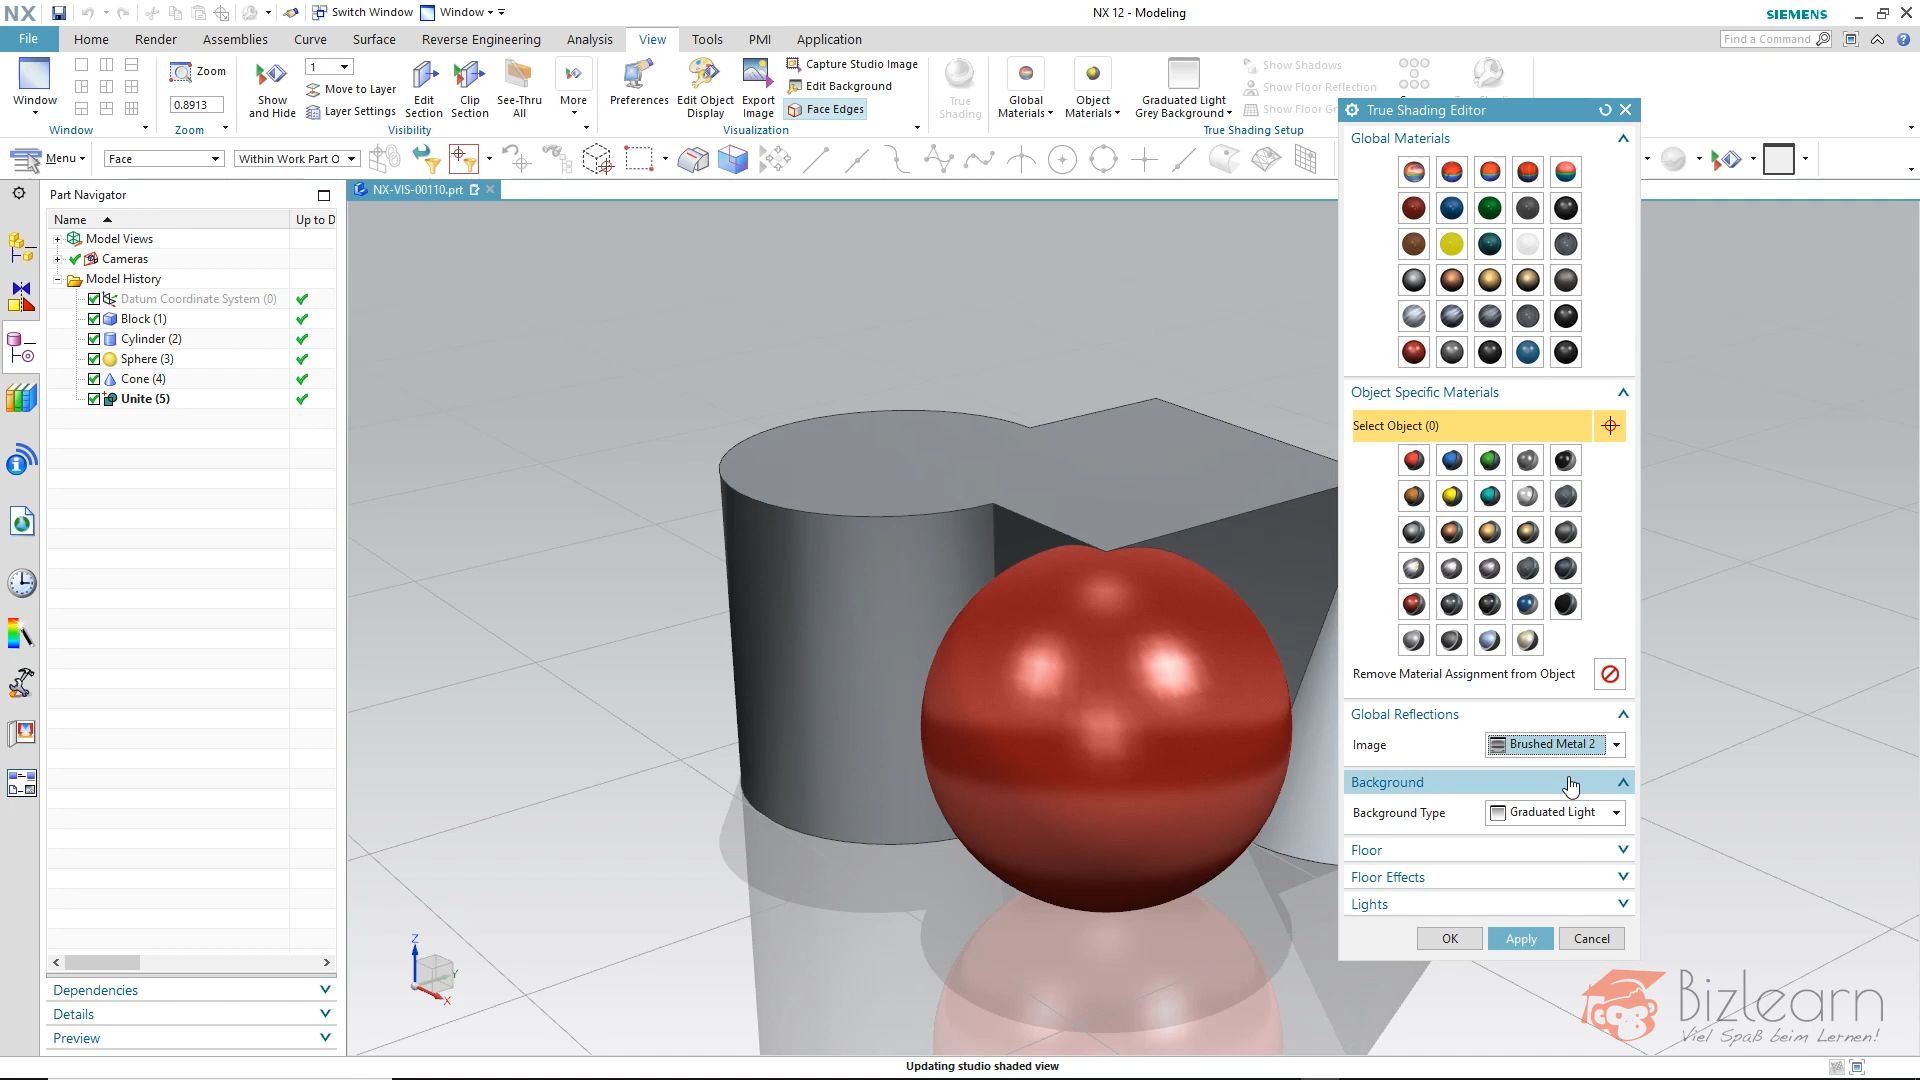 NX
Switch Window
Window
NX 12 - Modeling
SIEMENS
File
Home
Render
Assemblies
Curve
Surface
Reverse Engineering
Analysis
View
Tools
PMI
Application
Find a Command
Window
Window
Zoom
0.8913
Zoom
Show and Hide
1
Move to Layer
Layer Settings
Edit Section
Clip Section
See-Thru All
More
Visibility
Preferences
Edit Object Display
Export Image
Capture Studio Image
Edit Background
Face Edges
Visualization
True Shading
Global Materials
Object Materials
Graduated Light Grey Background
Show Shadows
Show Floor Reflection
Show Floor Gr
True Shading Setup
Menu
Face
Within Work Part O
Part Navigator
Name
Up to D
Model Views
Cameras
Model History
Datum Coordinate System (0)
Block (1)
Cylinder (2)
Sphere (3)
Cone (4)
Unite (5)
Dependencies
Details
Preview
NX-VIS-00110.prt
Z
Y
X
True Shading Editor
Global Materials
Object Specific Materials
Select Object (0)
Remove Material Assignment from Object
Global Reflections
Image
Brushed Metal 2
Background
Background Type
Graduated Light
Floor
Floor Effects
Lights
OK
Apply
Cancel
Bizlearn
Viel Spaß beim Lernen!
Updating studio shaded view